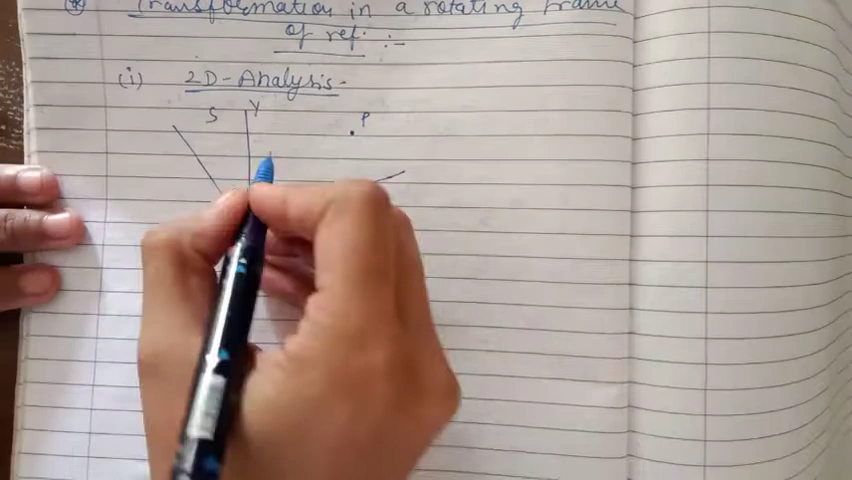 Transformation in a rotating Frame
of ref. :-
(i) 2D-Analysis-
S Y P